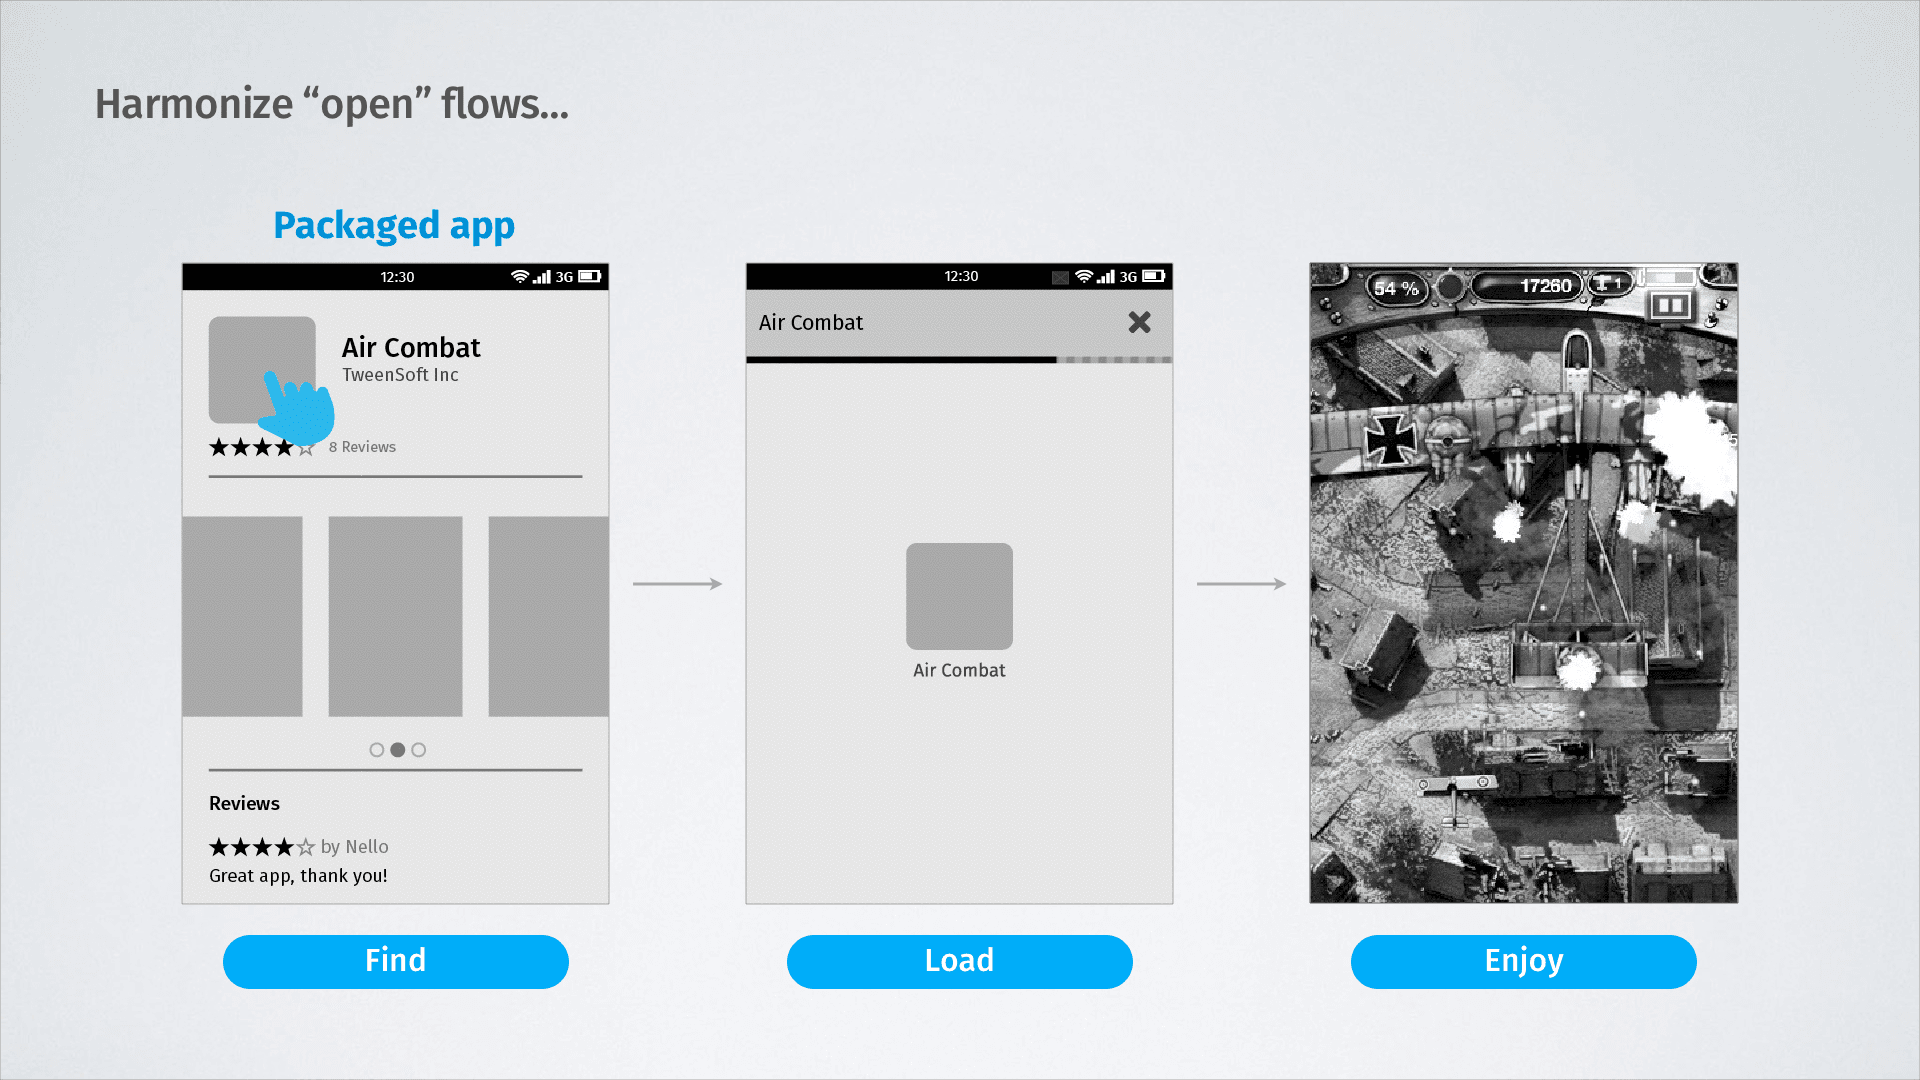 Harmonize “open” flows...
Packaged app
12:30
3G
Air Combat
TweenSoft Inc
8 Reviews
Reviews
by Nello
Great app, thank you!
Find
12:30
3G
Air Combat
Air Combat
Load
54 %
17260
1
Enjoy